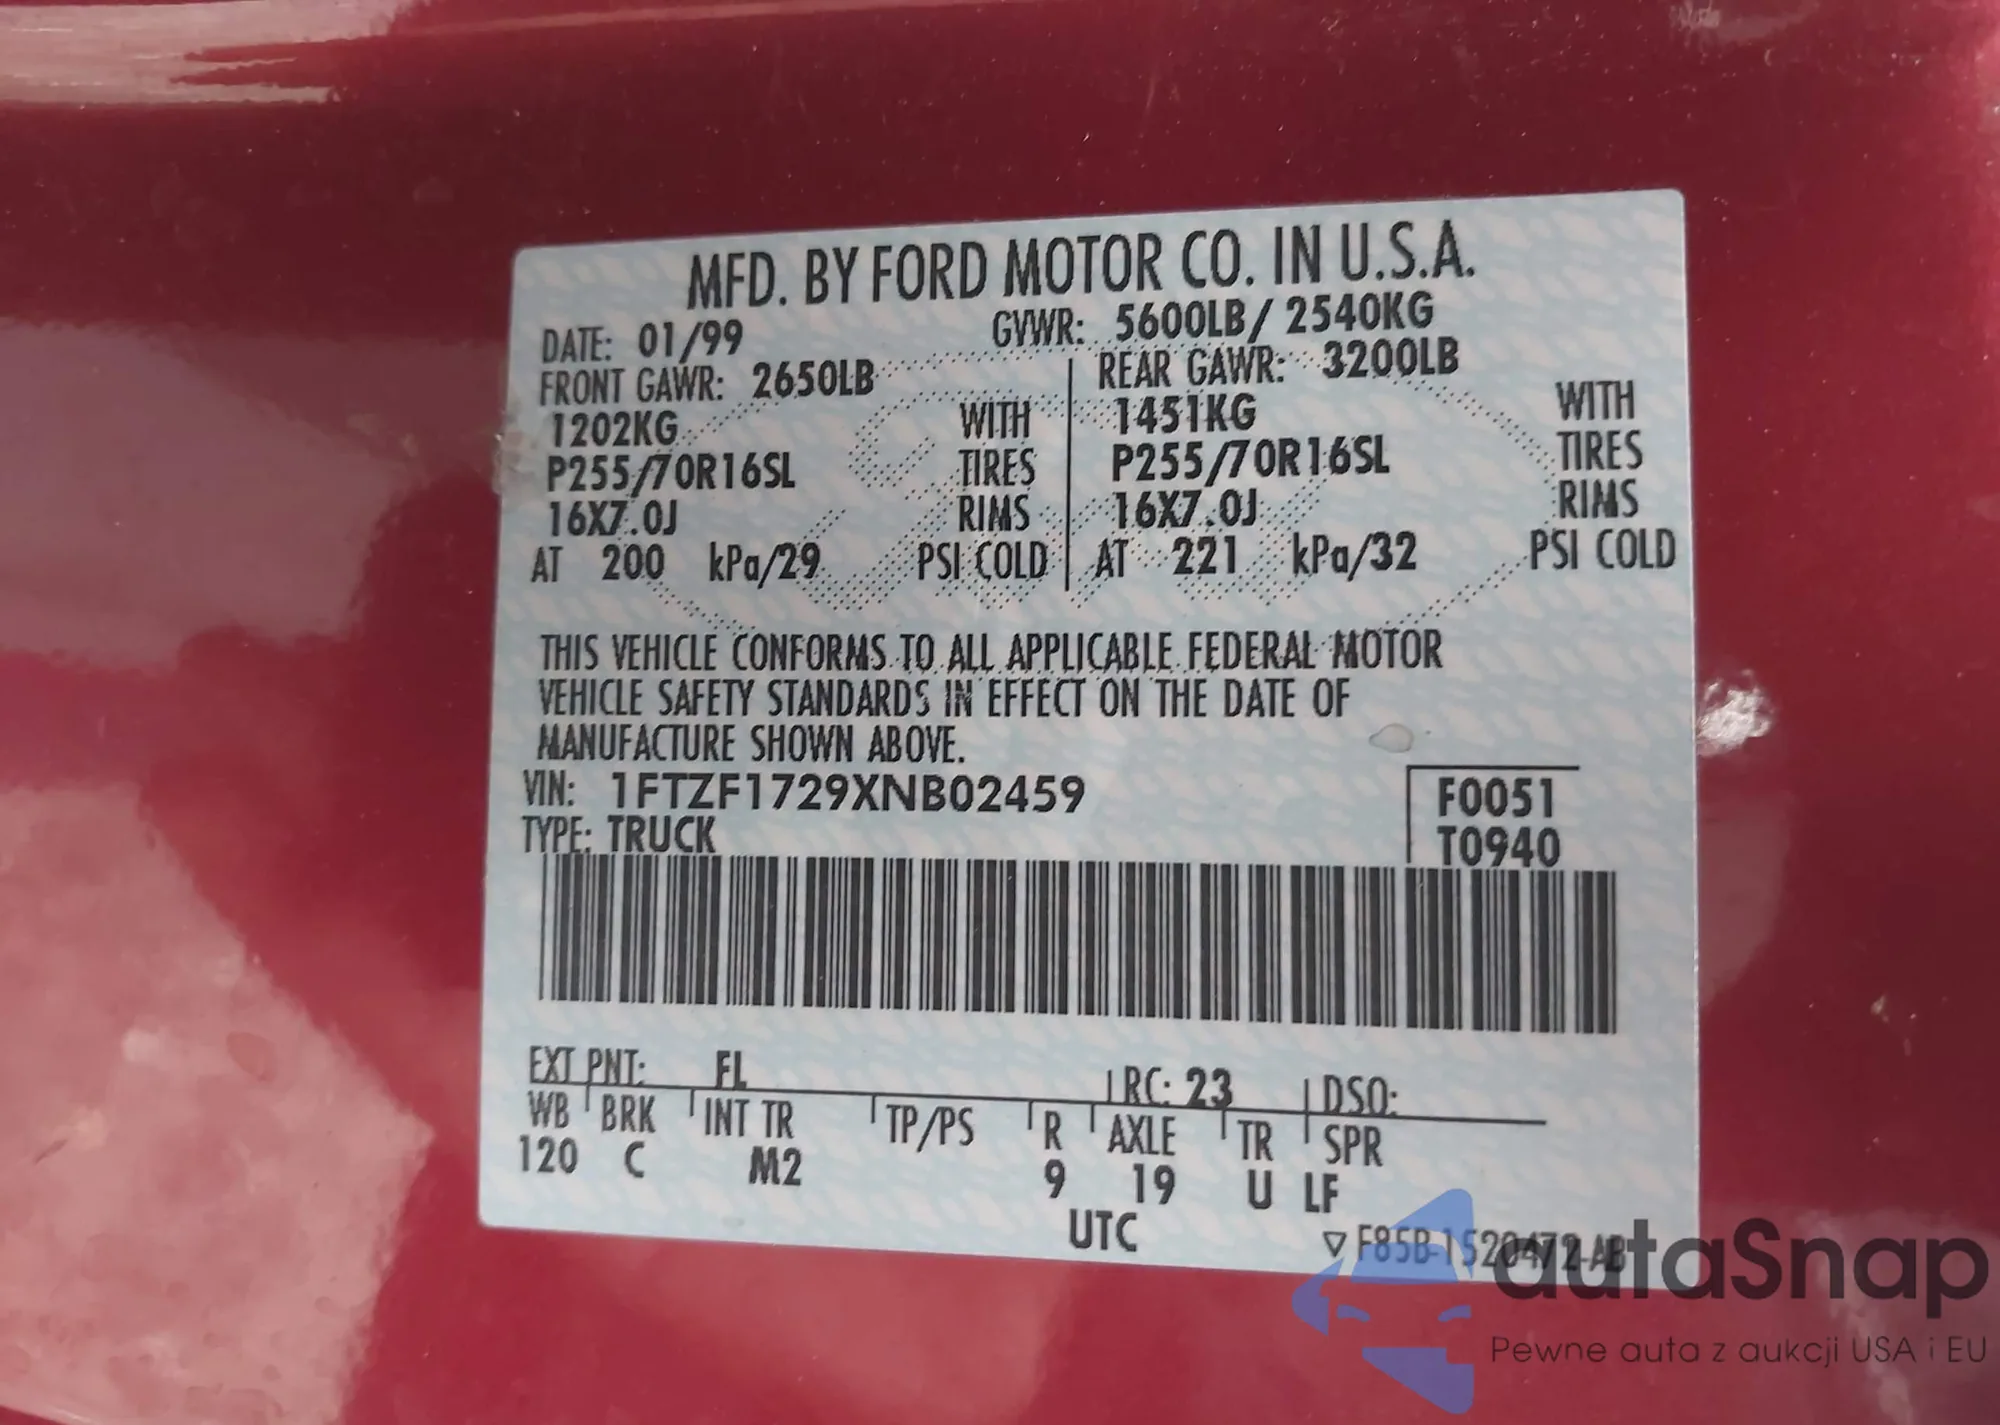 MFD. BY FORD MOTOR CO. IN U.S.A.
DATE: 01/99 GVWR: 5600LB/ 2540KG
FRONT GAWR: 2650LB REAR GAWR: 3200LB
1202KG WITH 1451KG WITH
P255/70R16SL TIRES P255/70R16SL TIRES
16X7.0J RIMS 16X7.0J RIMS
AT 200 kPa/29 PSI COLD AT 221 kPa/32 PSI COLD
THIS VEHICLE CONFORMS TO ALL APPLICABLE FEDERAL MOTOR
VEHICLE SAFETY STANDARDS IN EFFECT ON THE DATE OF
MANUFACTURE SHOWN ABOVE.
VIN: 1FTZF1729XNB02459 F0051
TYPE: TRUCK T0940
EXT PNT: FL RC: 23 DSO:
WB BRK INT TR TP/PS R AXLE TR SPR
120 C M2 9 19 U LF
UTC
▽ F85B-1520472-AB
autaSnap
Pewne auta z aukcji USA i EU